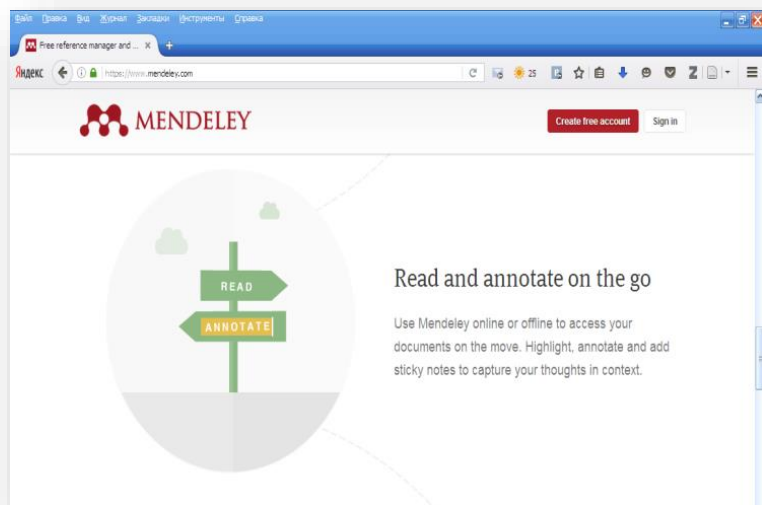 Файл Правка Вид Журнал Закладки Инструменты Справка
Free reference manager and ... X +
Яндекс https://www.mendeley.com 25 Z
MENDELEY
Create free account Sign in
READ
ANNOTATE
Read and annotate on the go
Use Mendeley online or offline to access your
documents on the move. Highlight, annotate and add
sticky notes to capture your thoughts in context.